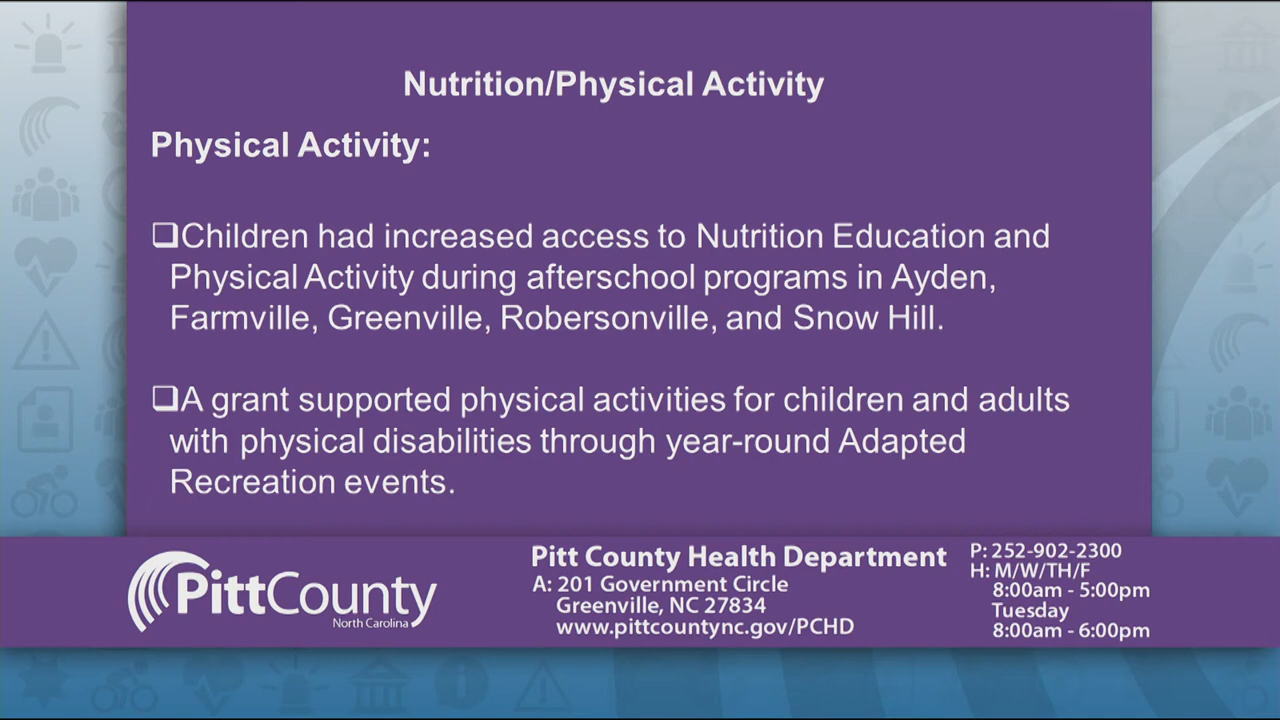 Nutrition/Physical Activity
Physical Activity:
❑Children had increased access to Nutrition Education and
Physical Activity during afterschool programs in Ayden,
Farmville, Greenville, Robersonville, and Snow Hill.
❑A grant supported physical activities for children and adults
with physical disabilities through year-round Adapted
Recreation events.
PittCounty
North Carolina
Pitt County Health Department
A: 201 Government Circle
Greenville, NC 27834
www.pittcountync.gov/PCHD
P: 252-902-2300
H: M/W/TH/F
8:00am - 5:00pm
Tuesday
8:00am - 6:00pm